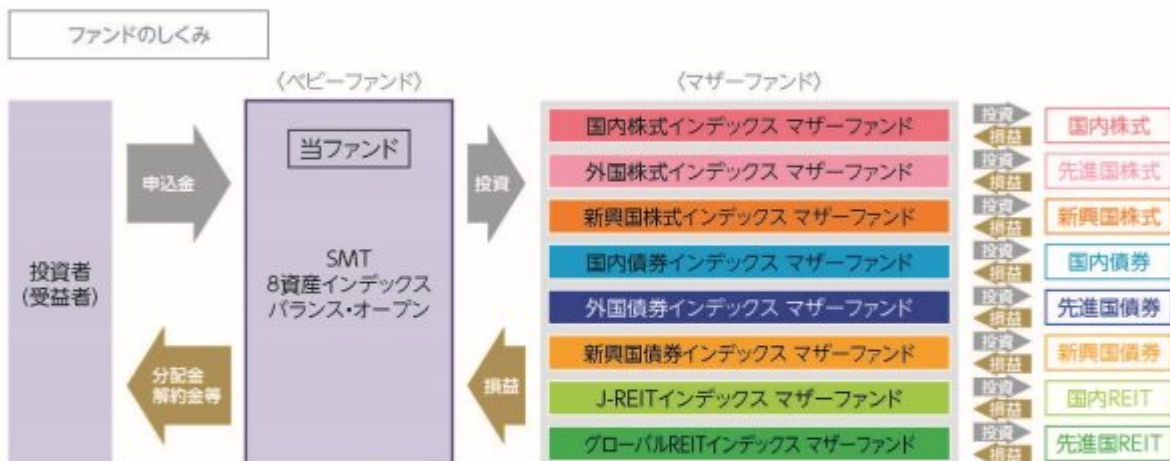 ファンドのしくみ
〈ベビーファンド〉
〈マザーファンド〉
投資者
(受益者)
申込金
分配金
解約金等
当ファンド
SMT
8資産インデックス
バランス・オープン
投資
損益
国内株式インデックス マザーファンド
投資
損益
国内株式
外国株式インデックス マザーファンド
投資
損益
先進国株式
新興国株式インデックス マザーファンド
投資
損益
新興国株式
国内債券インデックス マザーファンド
投資
損益
国内債券
外国債券インデックス マザーファンド
投資
損益
先進国債券
新興国債券インデックス マザーファンド
投資
損益
新興国債券
J-REITインデックス マザーファンド
投資
損益
国内REIT
グローバルREITインデックス マザーファンド
投資
損益
先進国REIT